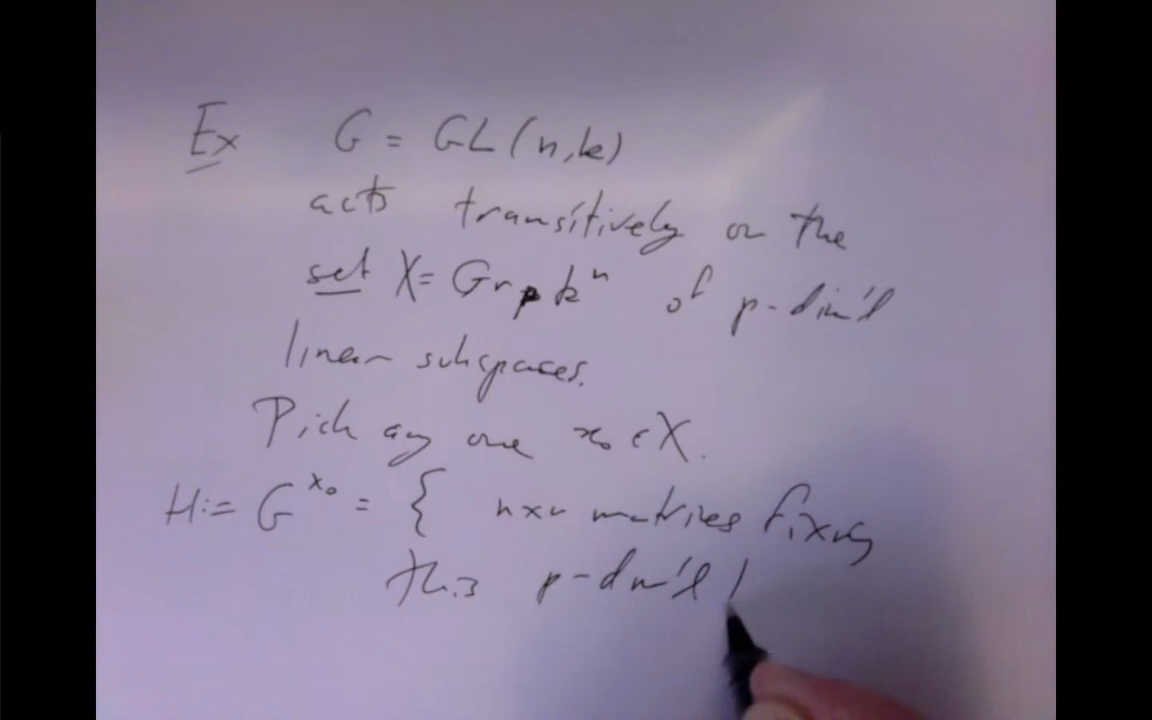 Ex G = GL(n,k)
acts transitively on the
set X = Gr_p k^n of p-dim'l
linear subspaces.
Pick any one x₀ ∈ X.
H := G^{x₀} = { n×n matrices fixing
this p-dim'l